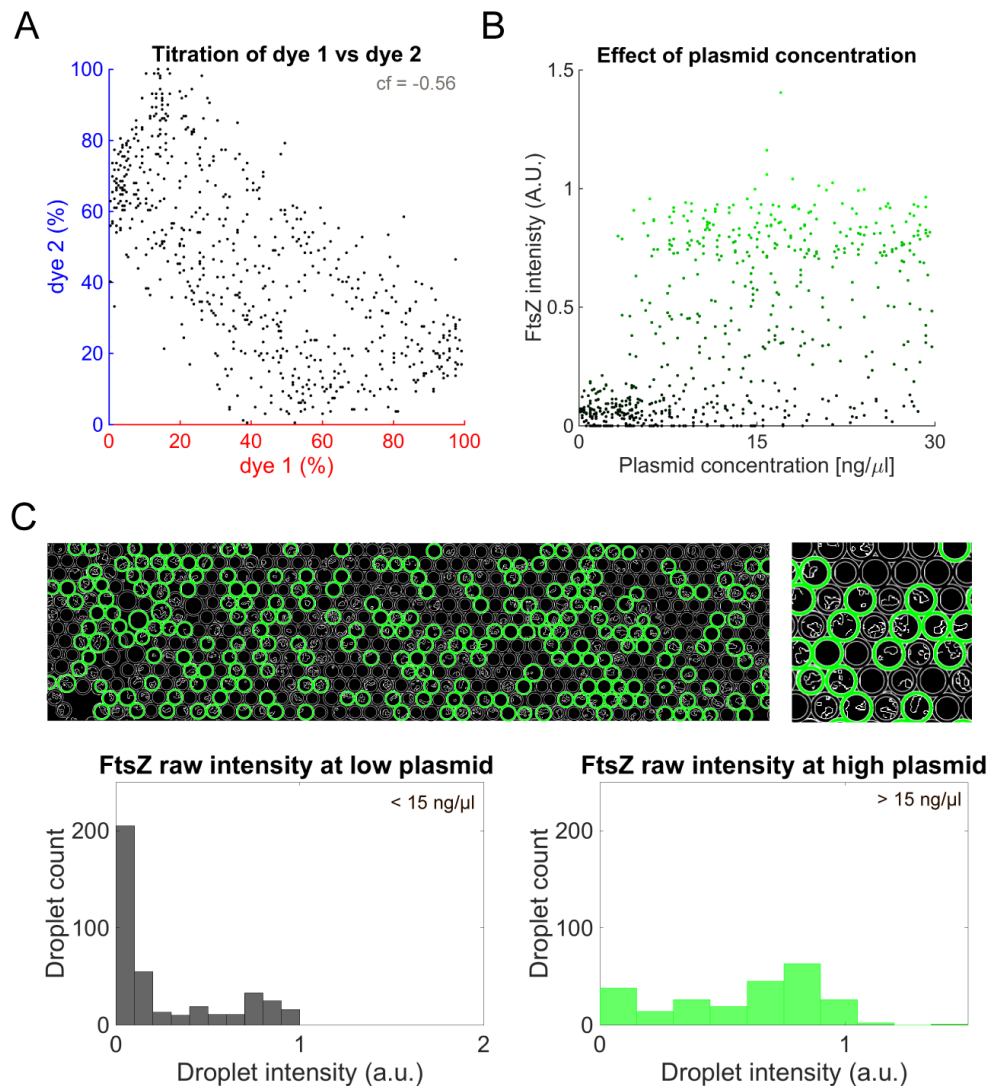 A
Titration of dye 1 vs dye 2
cf = -0.56
100
80
60
40
20
0
dye 2 (%)
0 20 40 60 80 100
dye 1 (%)
B
Effect of plasmid concentration
1.5
1
0.5
0
FtsZ intenisty (A.U.)
0 15 30
Plasmid concentration [ng/μl]
C
FtsZ raw intensity at low plasmid
< 15 ng/μl
200
100
0
Droplet count
0 1 2
Droplet intensity (a.u.)
FtsZ raw intensity at high plasmid
> 15 ng/μl
200
100
0
Droplet count
0 1
Droplet intensity (a.u.)